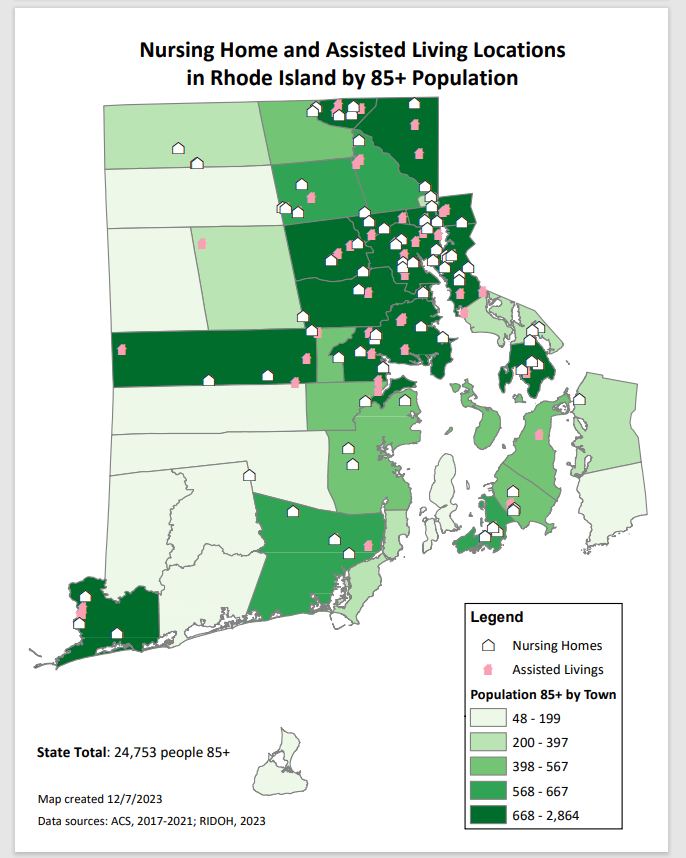 Nursing Home and Assisted Living Locations
in Rhode Island by 85+ Population
Legend
Nursing Homes
Assisted Livings
Population 85+ by Town
48 - 199
200 - 397
398 - 567
568 - 667
668 - 2,864
State Total: 24,753 people 85+
Map created 12/7/2023
Data sources: ACS, 2017-2021; RIDOH, 2023